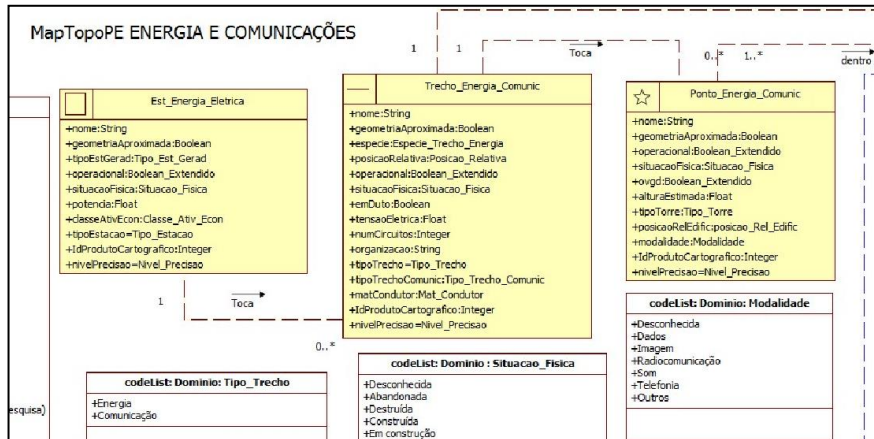 MapTopoPE ENERGIA E COMUNICAÇÕES
1
1
Toca
0..*
1..*
dentro
Est_Energia_Eletrica
+nome:String
+geometriaAproximada:Boolean
+tipoEstGerad:Tipo_Est_Gerad
+operacional:Boolean_Extendido
+situacaoFisica:Situacao_Fisica
+potencia:Float
+classeAtivEcon:Classe_Ativ_Econ
+tipoEstacao=Tipo_Estacao
+IdProdutoCartografico:Integer
+nivelPrecisao=Nivel_Precisao
Trecho_Energia_Comunic
+nome:String
+geometriaAproximada:Boolean
+especie:Especie_Trecho_Energia
+posicaoRelativa:Posicao_Relativa
+operacional:Boolean_Extendido
+situacaoFisica:Situacao_Fisica
+emDuto:Boolean
+tensaoEletrica:Float
+numCircuitos:Integer
+organizacao:String
+tipoTrecho=Tipo_Trecho
+tipoTrechoComunic:Tipo_Trecho_Comunic
+matCondutor:Mat_Condutor
+IdProdutoCartografico:Integer
+nivelPrecisao=Nivel_Precisao
Ponto_Energia_Comunic
+nome:String
+geometriaAproximada:Boolean
+operacional:Boolean_Extendido
+situacaoFisica:Situacao_Fisica
+ovgd:Boolean_Extendido
+alturaEstimada:Float
+tipoTorre:Tipo_Torre
+posicaoRelEdific:posicao_Rel_Edific
+modalidade:Modalidade
+IdProdutoCartografico:Integer
+nivelPrecisao=Nivel_Precisao
1
Toca
0..*
codeList: Dominio: Tipo_Trecho
+Energia
+Comunicação
codeList: Dominio : Situacao_Fisica
+Desconhecida
+Abandonada
+Destruída
+Construída
+Em construção
codeList: Dominio: Modalidade
+Desconhecida
+Dados
+Imagem
+Radiocomunicação
+Som
+Telefonia
+Outros
esquisa)